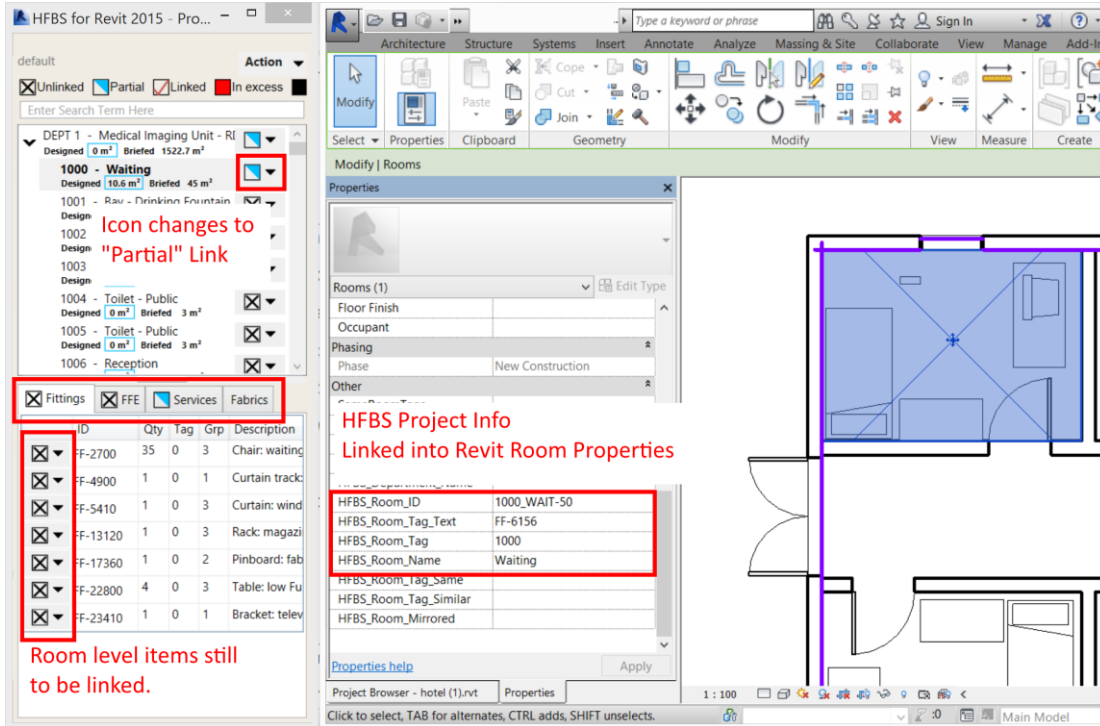 HFBS for Revit 2015 - Pro...
default
Action
Unlinked Partial Linked In excess
Enter Search Term Here
DEPT 1 - Medical Imaging Unit - RI
Designed 0 m² Briefed 1522.7 m²
1000 - Waiting
Designed 10.6 m² Briefed 45 m²
1001 - Bay - Drinking Fountain
Design
1002
Design
1003
Design
Icon changes to
"Partial" Link
1004 - Toilet - Public
Designed 0 m² Briefed 3 m²
1005 - Toilet - Public
Designed 0 m² Briefed 3 m²
1006 - Reception
Fittings FFE Services Fabrics
ID Qty Tag Grp Description
FF-2700 35 0 3 Chair: waiting
FF-4900 1 0 1 Curtain track:
FF-5410 1 0 3 Curtain: wind
FF-13120 1 0 3 Rack: magazi
FF-17360 1 0 2 Pinboard: fab
FF-22800 4 0 3 Table: low Fu
FF-23410 1 0 1 Bracket: telev
Room level items still
to be linked.
Type a keyword or phrase
Sign In
Architecture Structure Systems Insert Annotate Analyze Massing & Site Collaborate View Manage Add-In
Modify
Paste
Cope
Cut
Join
Select Properties Clipboard Geometry Modify View Measure Create
Modify | Rooms
Properties
Rooms (1)
Edit Type
Floor Finish
Occupant
Phasing
Phase New Construction
Other
HFBS Project Info
Linked into Revit Room Properties
HFBS_Department_Name
HFBS_Room_ID 1000_WAIT-50
HFBS_Room_Tag_Text FF-6156
HFBS_Room_Tag 1000
HFBS_Room_Name Waiting
HFBS_Room_Tag_Same
HFBS_Room_Tag_Similar
HFBS_Room_Mirrored
Properties help
Apply
Project Browser - hotel (1).rvt Properties
1 : 100
Click to select, TAB for alternates, CTRL adds, SHIFT unselects.
:0
Main Model